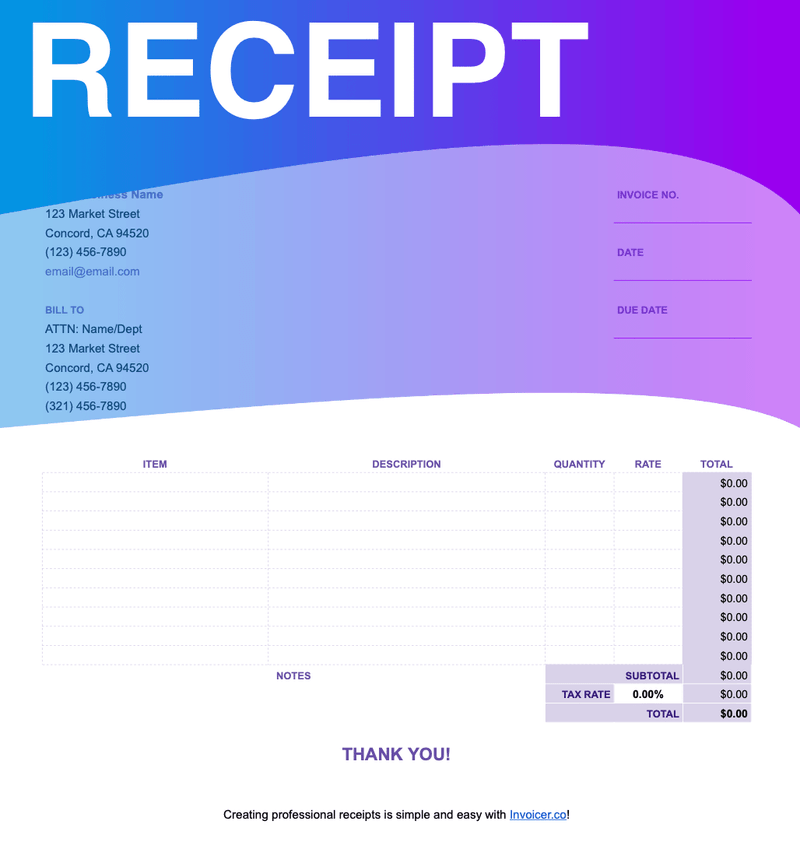 RECEIPT
Name
123 Market Street
Concord, CA 94520
(123) 456-7890
email@email.com
INVOICE NO.
DATE
DUE DATE
BILL TO
ATTN: Name/Dept
123 Market Street
Concord, CA 94520
(123) 456-7890
(321) 456-7890
ITEM DESCRIPTION QUANTITY RATE TOTAL
$0.00
$0.00
$0.00
$0.00
$0.00
$0.00
$0.00
$0.00
$0.00
$0.00
NOTES SUBTOTAL $0.00
TAX RATE 0.00% $0.00
TOTAL $0.00
THANK YOU!
Creating professional receipts is simple and easy with Invoicer.co!